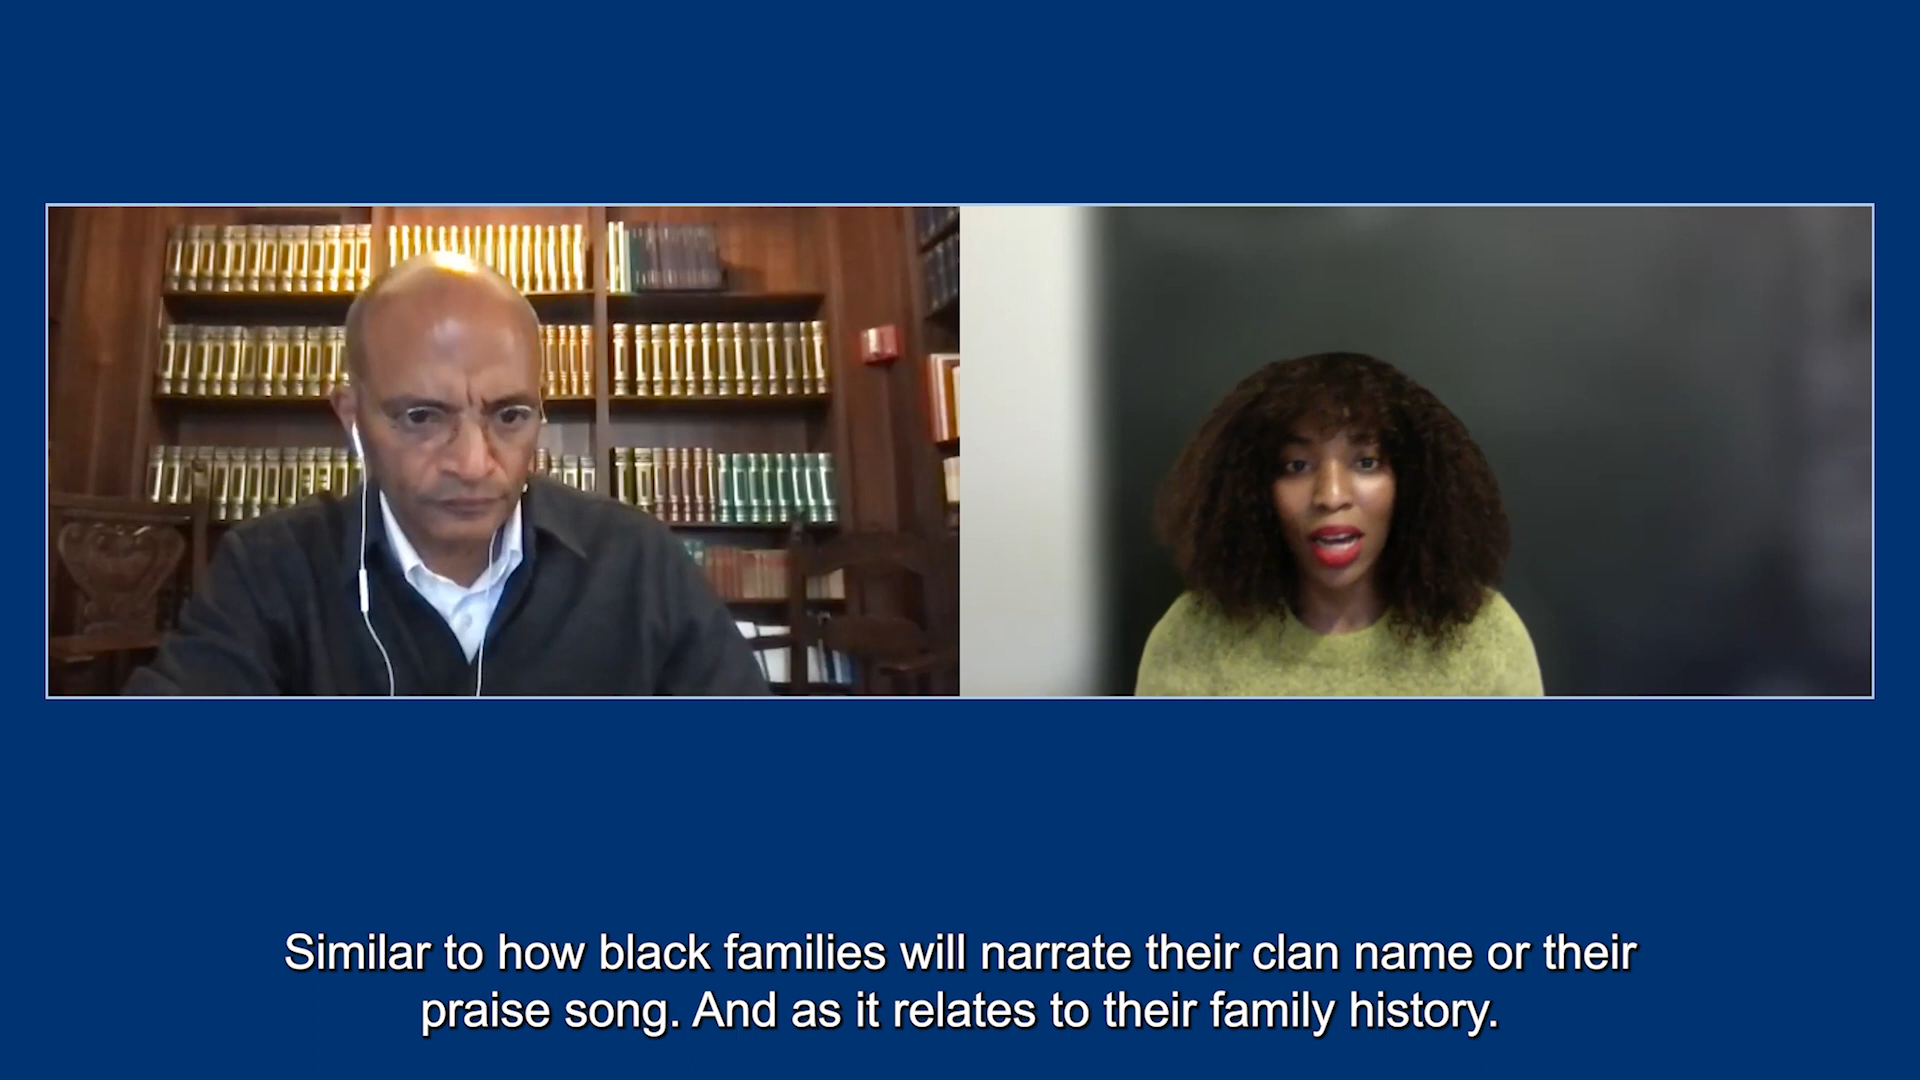 Similar to how black families will narrate their clan name or their
praise song. And as it relates to their family history.